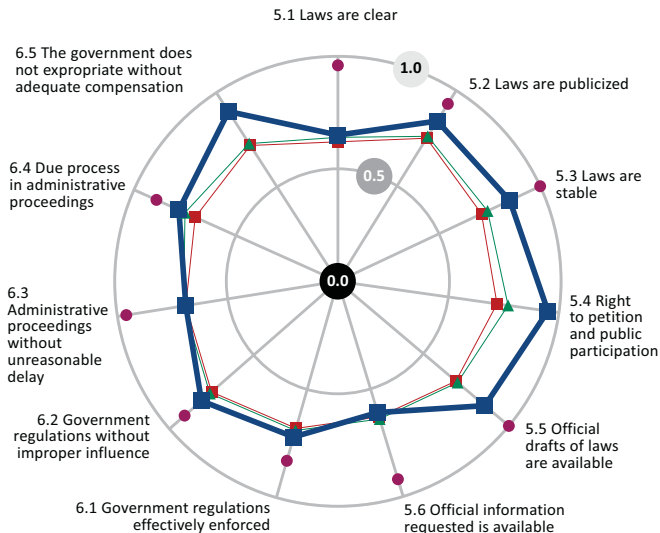 5.1 Laws are clear
1.0
5.2 Laws are publicized
5.3 Laws are
stable
0.5
0.0
5.4 Right
to petition
and public
participation
5.5 Official
drafts of laws
are available
5.6 Official information
requested is available
6.1 Government regulations
effectively enforced
6.2 Government
regulations without
improper influence
6.3
Administrative
proceedings
without
unreasonable
delay
6.4 Due process
in administrative
proceedings
6.5 The government does
not expropriate without
adequate compensation